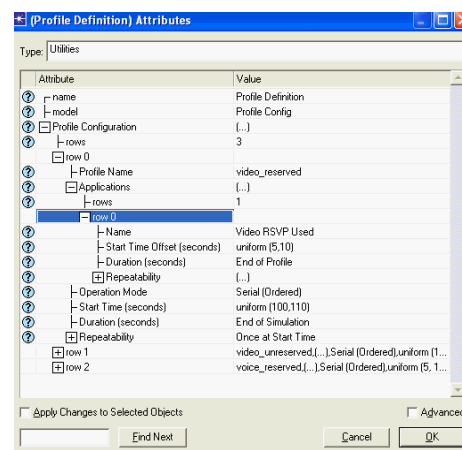 (Profile Definition) Attributes
Type: Utilities
Attribute Value
name Profile Definition
model Profile Config
Profile Configuration (...)
rows 3
row 0
Profile Name video_reserved
Applications (...)
rows 1
row 0
Name Video RSVP Used
Start Time Offset (seconds) uniform (5,10)
Duration (seconds) End of Profile
Repeatability (...)
Operation Mode Serial (Ordered)
Start Time (seconds) uniform (100,110)
Duration (seconds) End of Simulation
Repeatability Once at Start Time
row 1 video_unreserved,(...),Serial (Ordered),uniform (1...
row 2 voice_reserved,(...),Serial (Ordered),uniform (5, 1...
Apply Changes to Selected Objects Advanced
Find Next Cancel OK